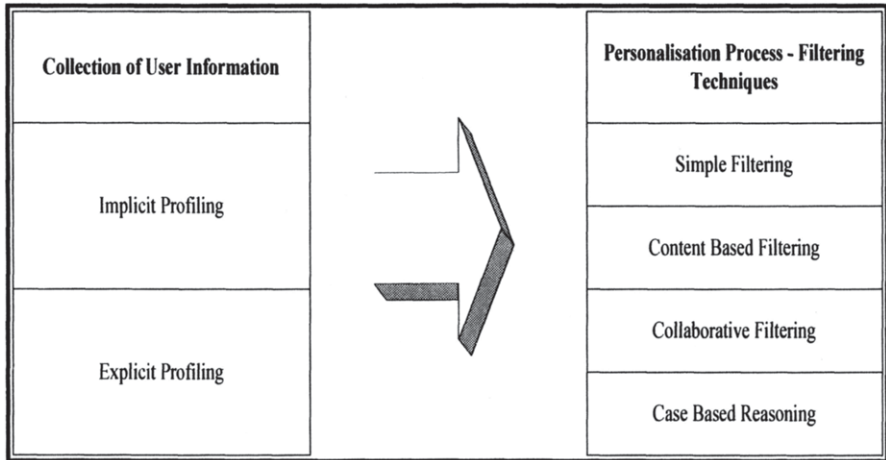 Collection of User Information
Implicit Profiling
Explicit Profiling
Personalisation Process - Filtering
Techniques
Simple Filtering
Content Based Filtering
Collaborative Filtering
Case Based Reasoning